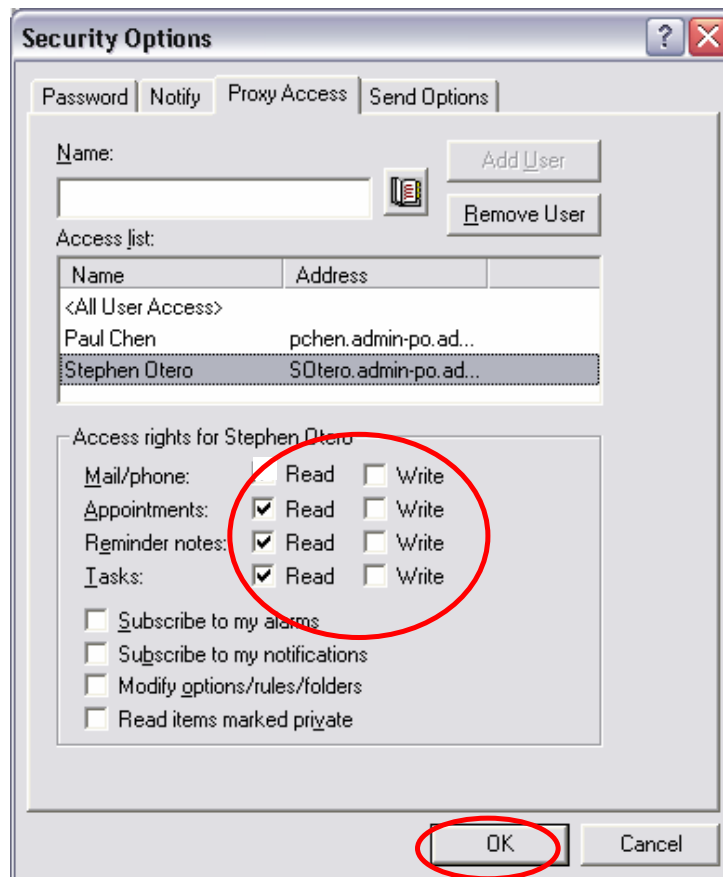 Security Options
Password Notify Proxy Access Send Options
Name:
Add User
Remove User
Access list:
Name Address
<All User Access>
Paul Chen pchen.admin-po.ad...
Stephen Otero SOtero.admin-po.ad...
Access rights for Stephen Otero
Mail/phone: Read Write
Appointments: Read Write
Reminder notes: Read Write
Tasks: Read Write
Subscribe to my alarms
Subscribe to my notifications
Modify options/rules/folders
Read items marked private
OK Cancel